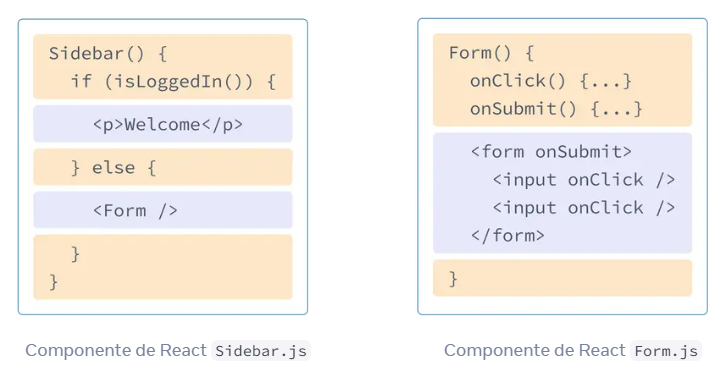 Sidebar() {
if (isLoggedIn()) {
<p>Welcome</p>
} else {
<Form />
}
}
Componente de React Sidebar.js
Form() {
onClick() {...}
onSubmit() {...}
<form onSubmit>
<input onClick />
<input onClick />
</form>
}
Componente de React Form.js